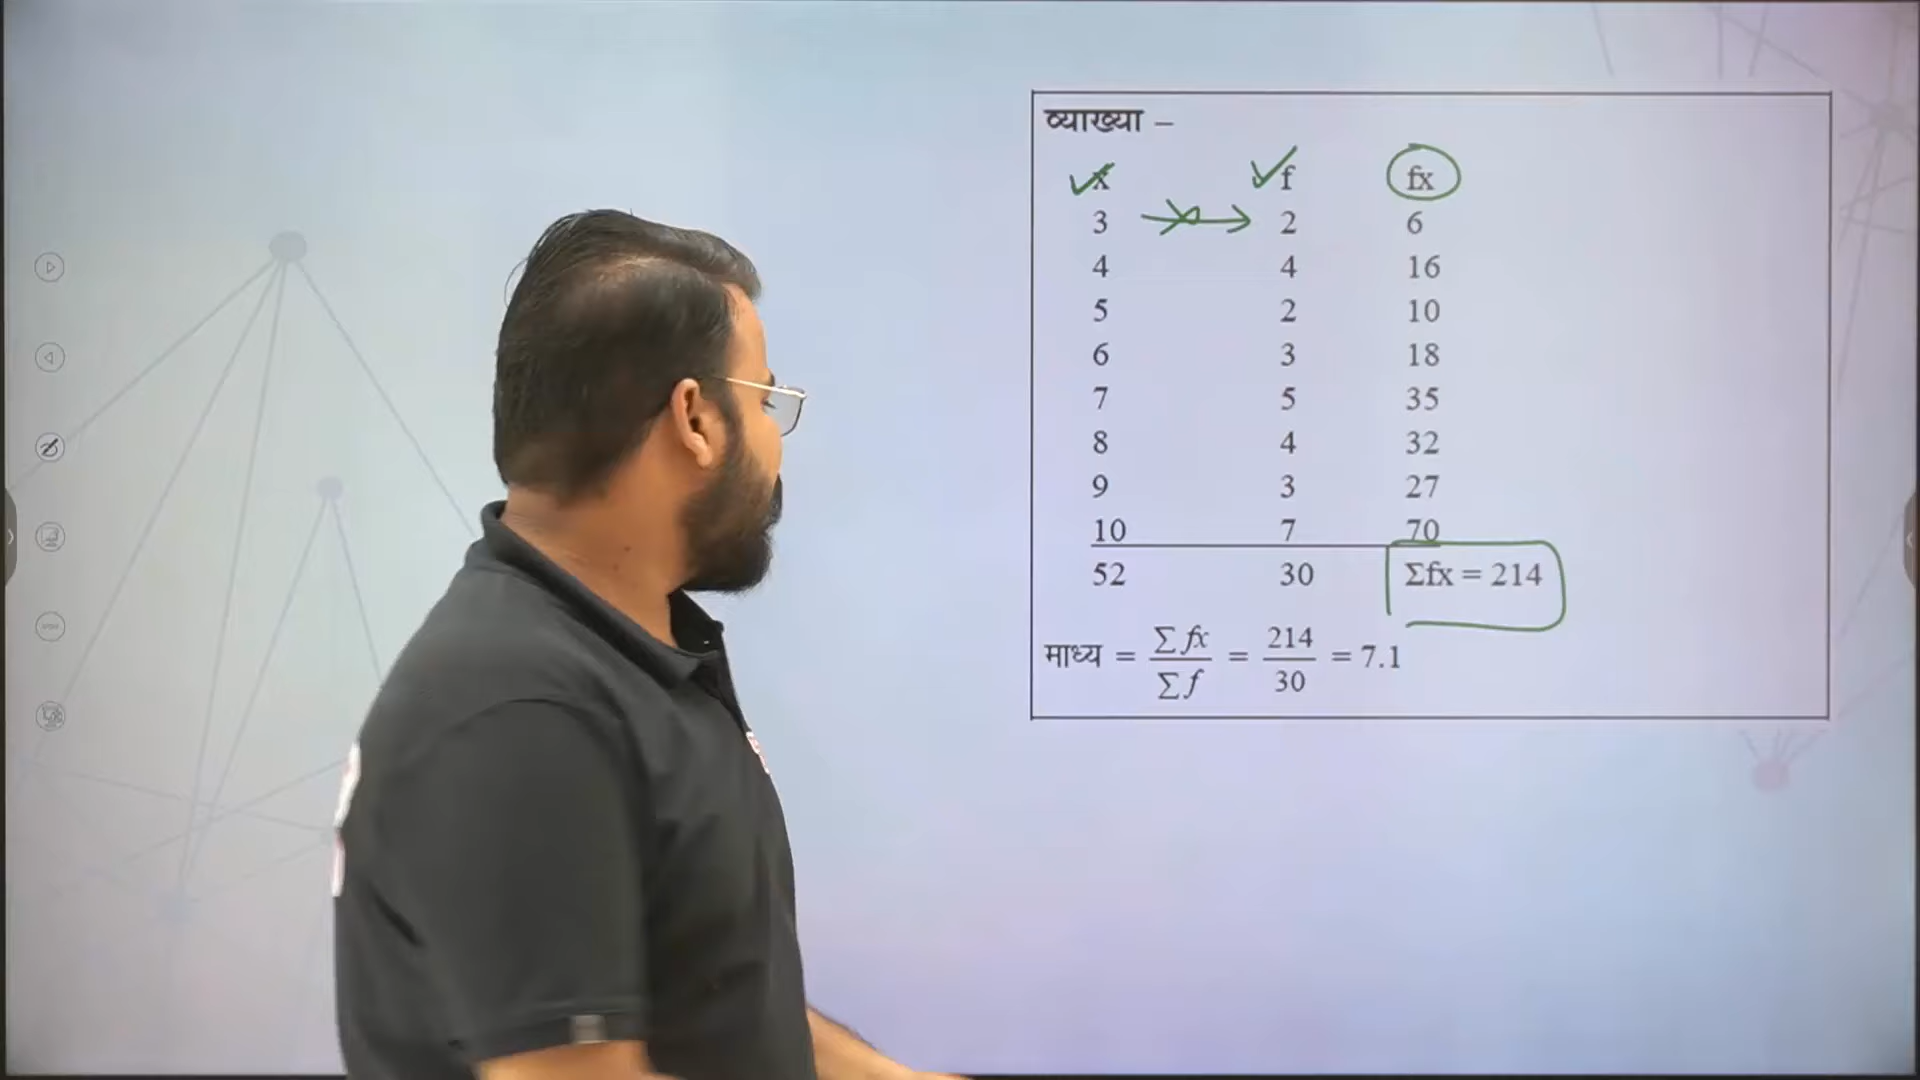 व्याख्या –
x f fx
3 2 6
4 4 16
5 2 10
6 3 18
7 5 35
8 4 32
9 3 27
10 7 70
52 30 Σfx = 214
माध्य = Σfx / Σf = 214 / 30 = 7.1